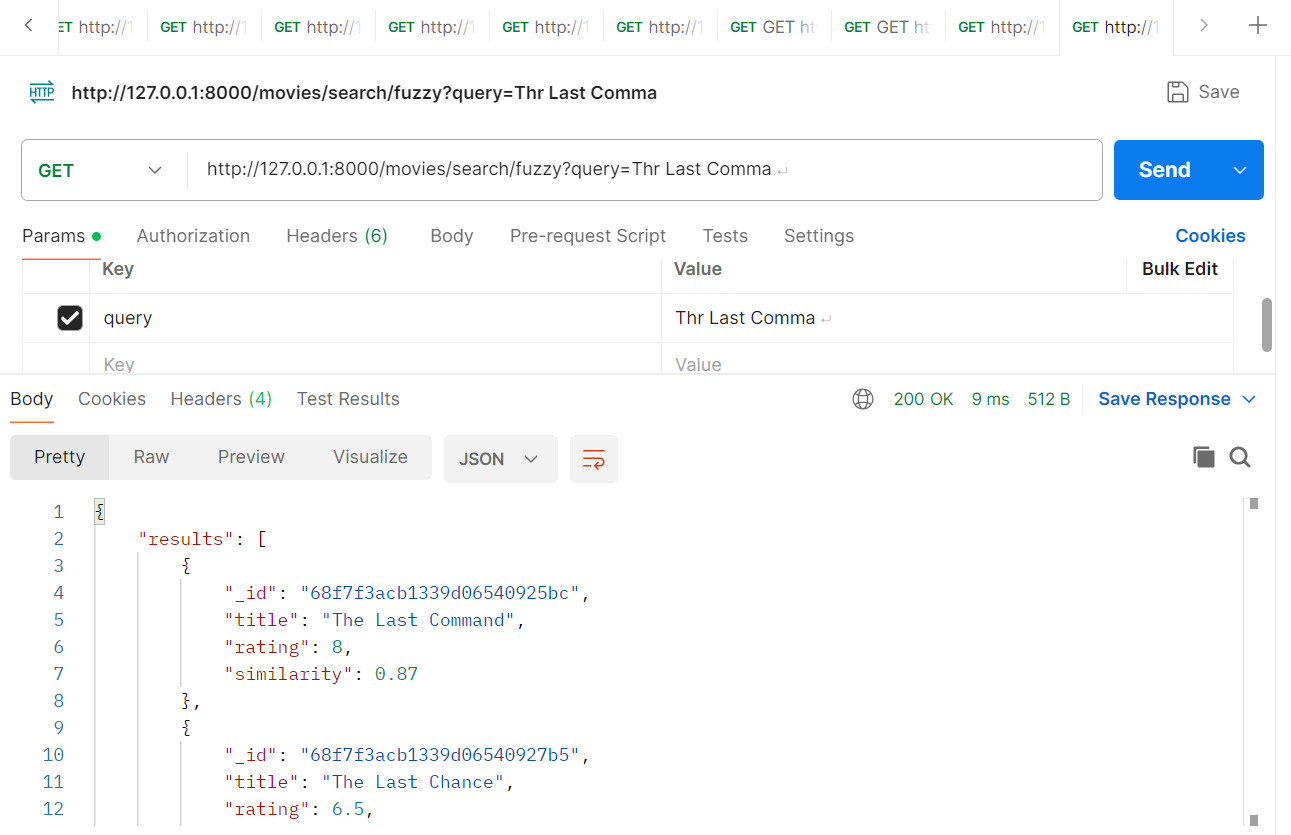 ET http://1 GET http://1 GET http://1 GET http://1 GET http://1 GET http://1 GET GET ht GET GET ht GET http://1 GET http://1
HTTP http://127.0.0.1:8000/movies/search/fuzzy?query=Thr Last Comma Save
GET http://127.0.0.1:8000/movies/search/fuzzy?query=Thr Last Comma ↵ Send
Params Authorization Headers (6) Body Pre-request Script Tests Settings Cookies
Key Value Bulk Edit
query Thr Last Comma ↵
Key Value
Body Cookies Headers (4) Test Results 200 OK 9 ms 512 B Save Response
Pretty Raw Preview Visualize JSON
1 {
2 "results": [
3 {
4 "_id": "68f7f3acb1339d06540925bc",
5 "title": "The Last Command",
6 "rating": 8,
7 "similarity": 0.87
8 },
9 {
10 "_id": "68f7f3acb1339d06540927b5",
11 "title": "The Last Chance",
12 "rating": 6.5,